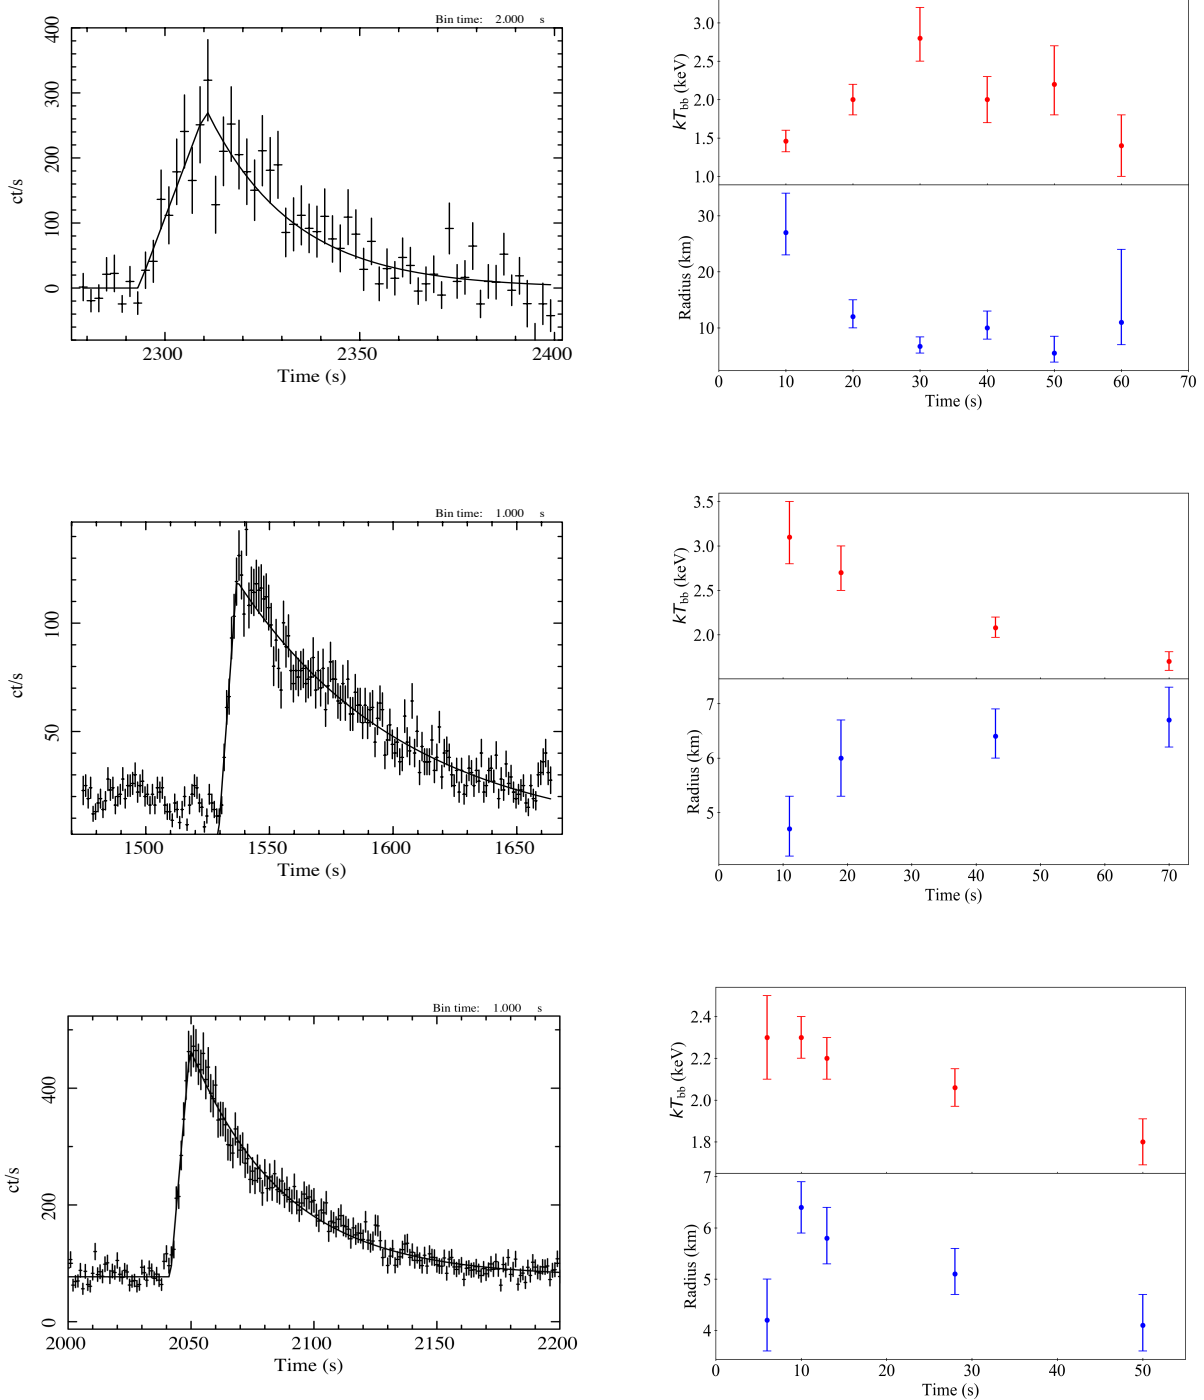 Bin time: 2.000 s
400
300
200
100
0
ct/s
2300
2350
2400
Time (s)
3.0
2.5
2.0
1.5
1.0
kTbb (keV)
30
20
10
Radius (km)
0 10 20 30 40 50 60 70
Time (s)
Bin time: 1.000 s
100
50
ct/s
1500 1550 1600 1650
Time (s)
3.5
3.0
2.5
2.0
kTbb (keV)
7
6
5
Radius (km)
0 10 20 30 40 50 60 70
Time (s)
Bin time: 1.000 s
400
200
0
ct/s
2000 2050 2100 2150 2200
Time (s)
2.4
2.2
2.0
1.8
kTbb (keV)
7
6
5
4
Radius (km)
0 10 20 30 40 50
Time (s)